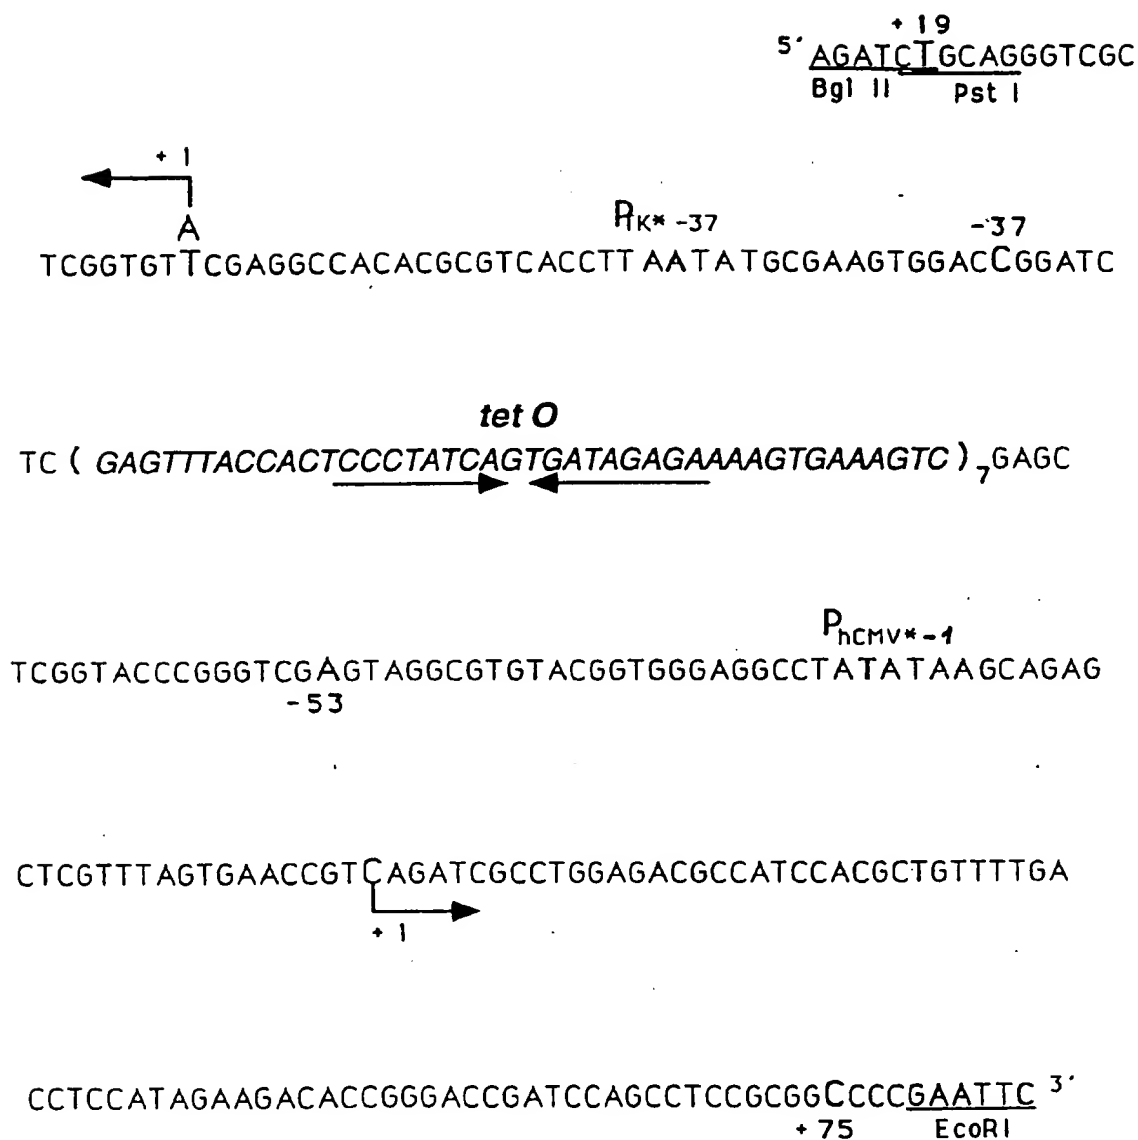 + 19
5' AGATCTGCAGGGTCGC
Bgl II Pst I
+ 1
A
PTK* -37 -37
TCGGTGTTCGAGGCCACACGCGTCACCTTAATATGCGAAGTGGACCGGATC
tet O
TC ( GAGTTTACCACTCCCTATCAGTGATAGAGAAAAGTGAAAGTC )7GAGC
PhCMV*-1
TCGGTACCCGGGTCGAGTAGGCGTGTACGGTGGGAGGCCTATATAAGCAGAG
-53
CTCGTTTAGTGAACCGTCAGATCGCCTGGAGACGCCATCCACGCTGTTTTGA
+ 1
CCTCCATAGAAGACACCGGGACCGATCCAGCCTCCGCGGCCCCGAATTC 3'
+ 75 EcoRI